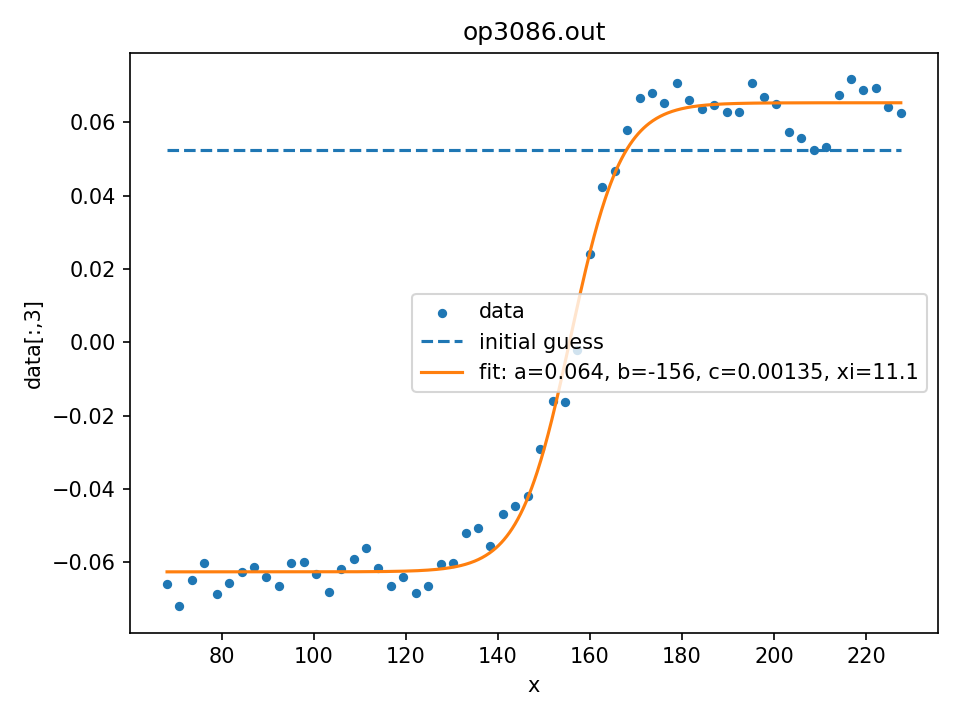 op3086.out
0.06
0.04
0.02
0.00
−0.02
−0.04
−0.06
data[:,3]
data
initial guess
fit: a=0.064, b=-156, c=0.00135, xi=11.1
80 100 120 140 160 180 200 220
x